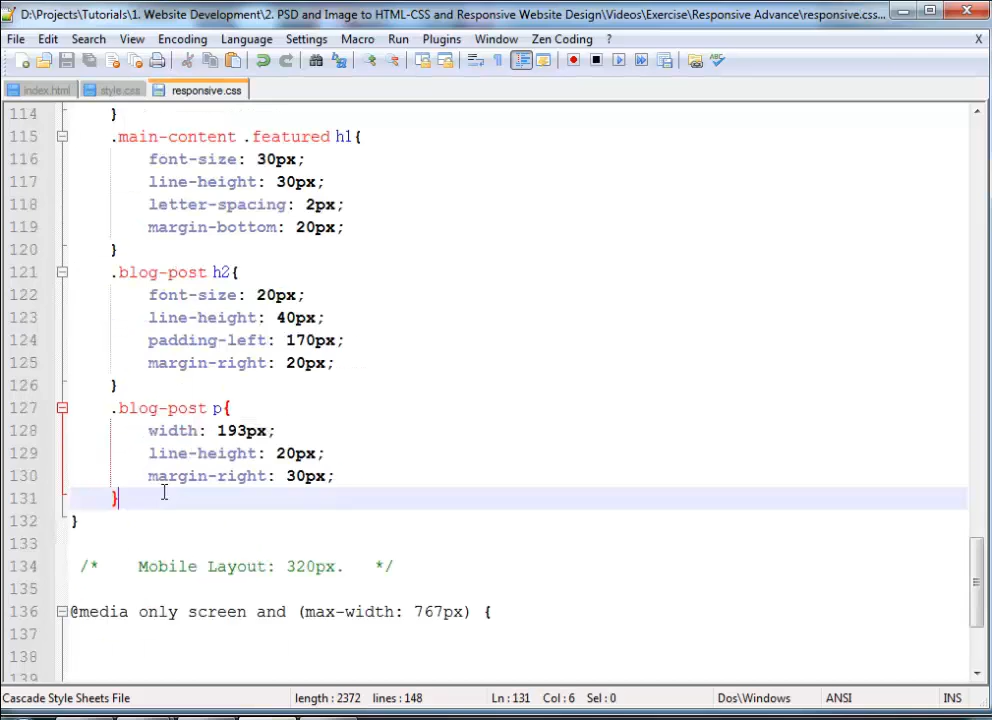 D:\Projects\Tutorials\1. Website Development\2. PSD and Image to HTML-CSS and Responsive Website Design\Videos\Exercise\Responsive Advance\responsive.css...
File Edit Search View Encoding Language Settings Macro Run Plugins Window Zen Coding ? X
index.html style.css responsive.css
114 }
115 .main-content .featured h1{
116 font-size: 30px;
117 line-height: 30px;
118 letter-spacing: 2px;
119 margin-bottom: 20px;
120 }
121 .blog-post h2{
122 font-size: 20px;
123 line-height: 40px;
124 padding-left: 170px;
125 margin-right: 20px;
126 }
127 .blog-post p{
128 width: 193px;
129 line-height: 20px;
130 margin-right: 30px;
131 }
132 }
133
134 /* Mobile Layout: 320px. */
135
136 @media only screen and (max-width: 767px) {
137
138
139
Cascade Style Sheets File length : 2372 lines : 148 Ln : 131 Col : 6 Sel : 0 Dos\Windows ANSI INS